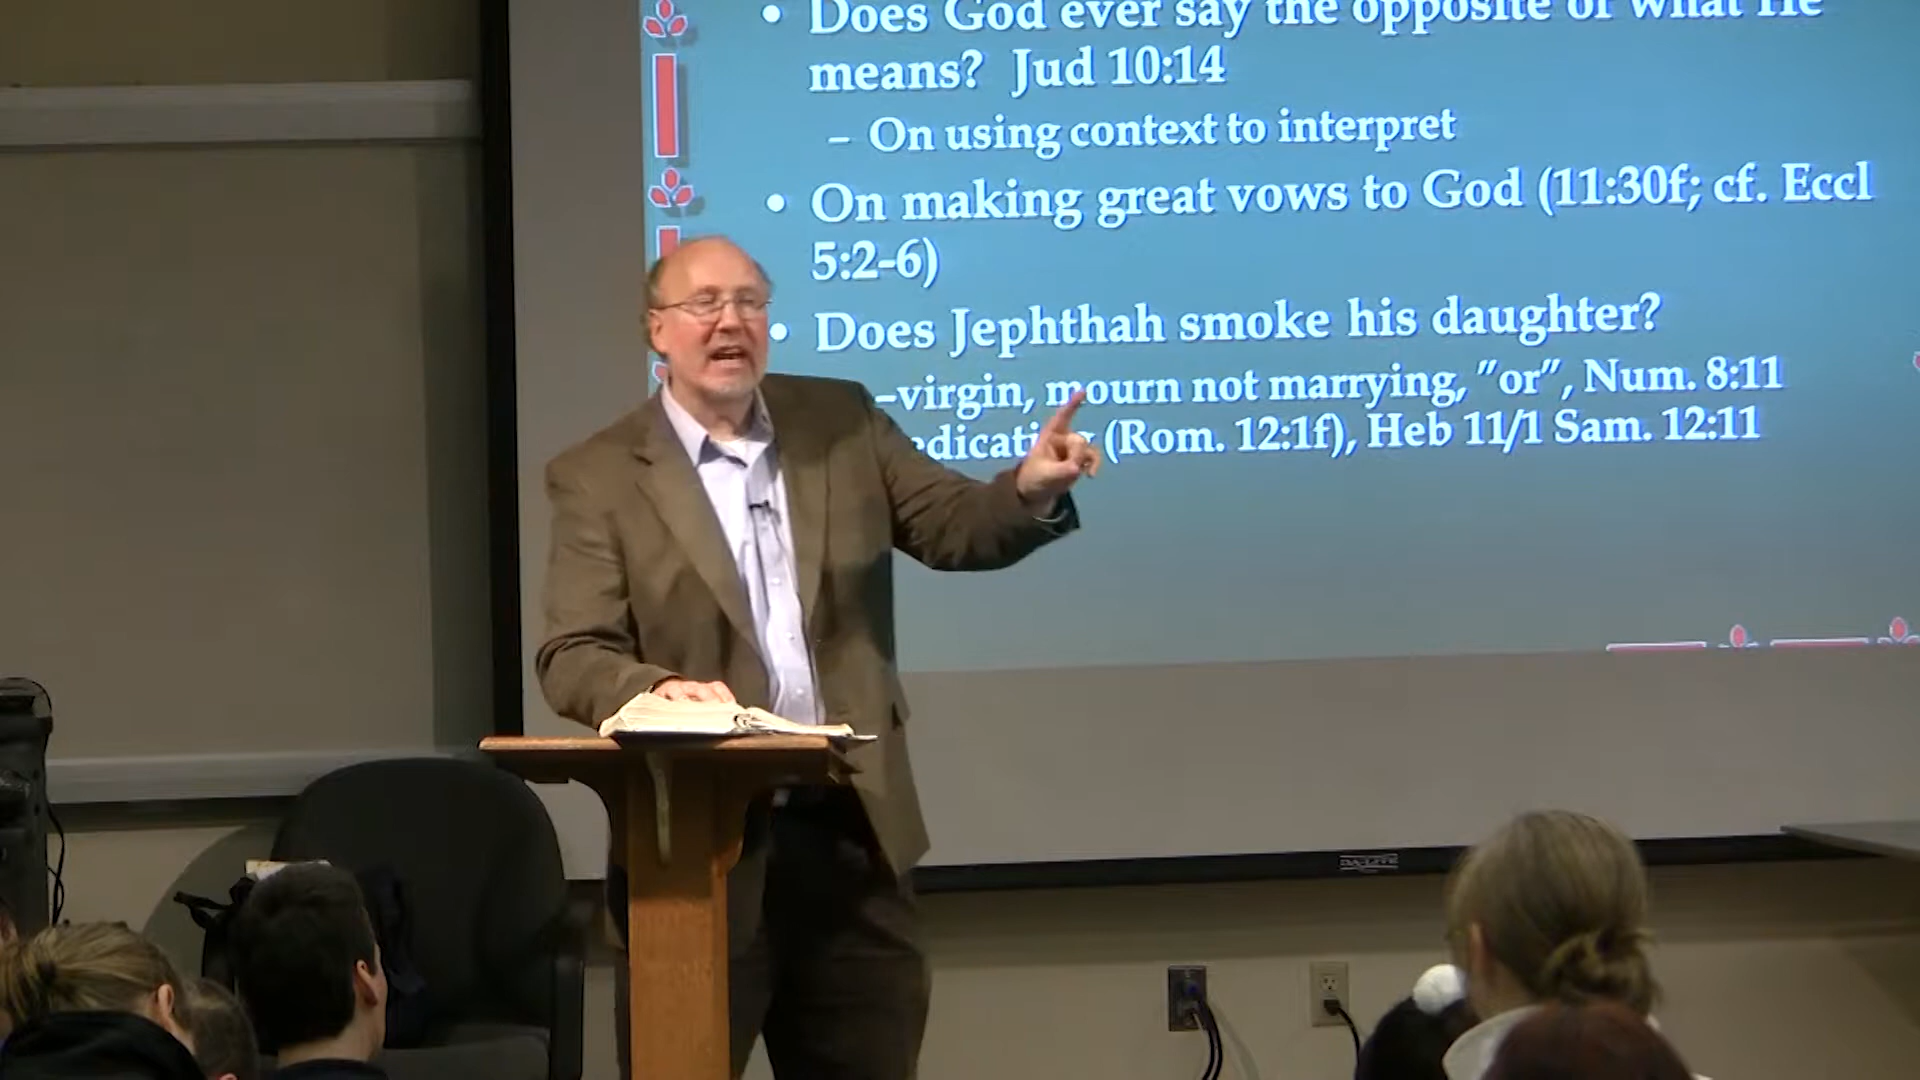 • Does God ever say the opposite of what He
means? Jud 10:14
– On using context to interpret
• On making great vows to God (11:30f; cf. Eccl
5:2-6)
• Does Jephthah smoke his daughter?
–virgin, mourn not marrying, ”or”, Num. 8:11
(Rom. 12:1f), Heb 11/1 Sam. 12:11
DA-LITE